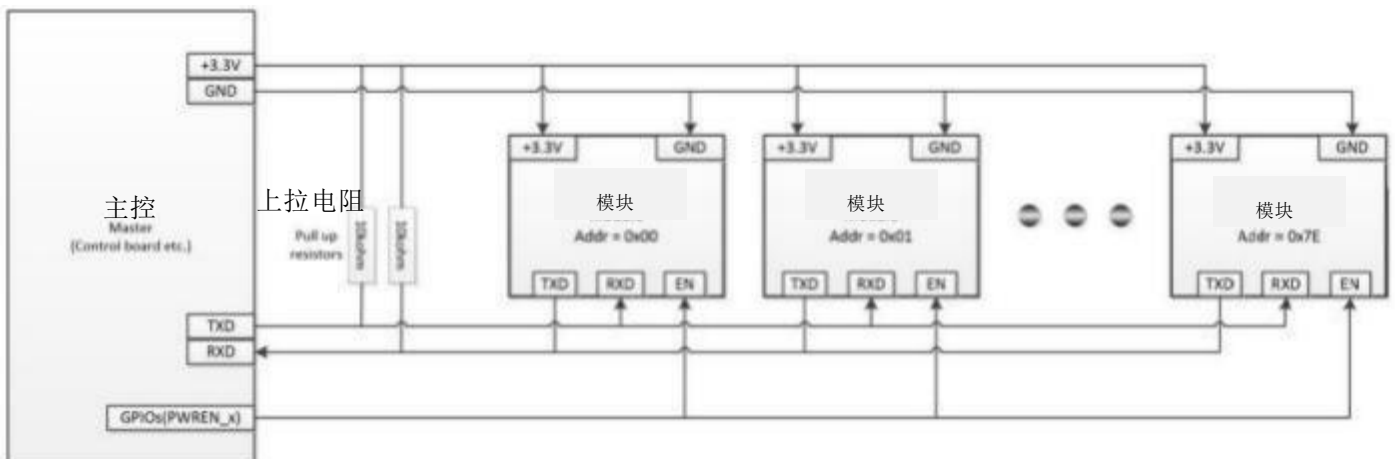 +3.3V
GND
主控
Master
(Control board etc.)
上拉电阻
Pull up
resistors
10kohm
10kohm
TXD
RXD
GPIOs(PWREN_x)
+3.3V
GND
模块
Addr = 0x00
TXD
RXD
EN
+3.3V
GND
模块
Addr = 0x01
TXD
RXD
EN
+3.3V
GND
模块
Addr = 0x7E
TXD
RXD
EN